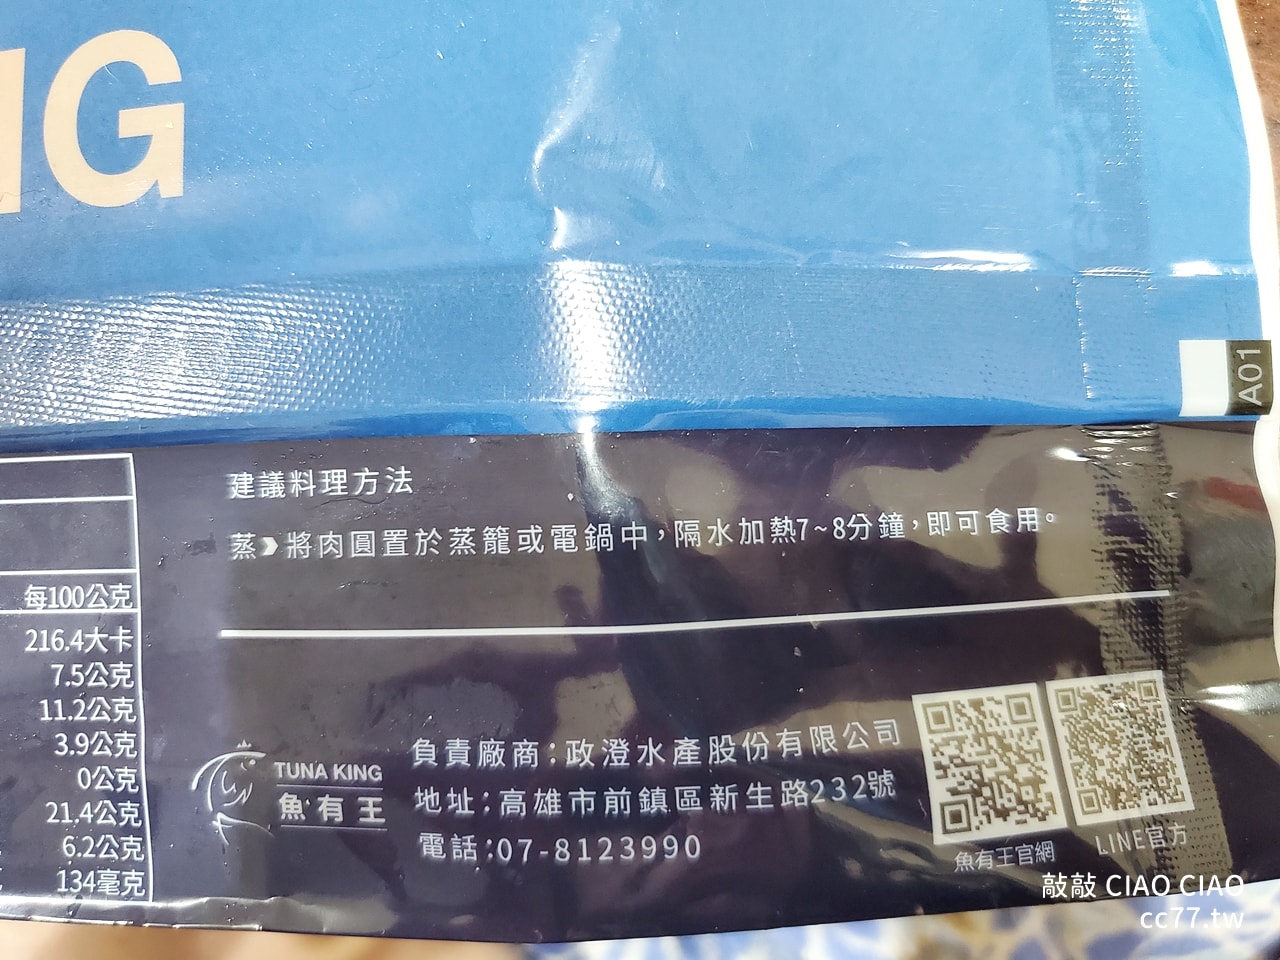 G
A01
建議料理方法
蒸❯將肉圓置於蒸籠或電鍋中,隔水加熱7~8分鐘,即可食用。
每100公克
216.4大卡
7.5公克
11.2公克
3.9公克
0公克
21.4公克
6.2公克
134毫克
TUNA KING
魚有王
負責廠商:政澄水產股份有限公司
地址:高雄市前鎮區新生路232號
電話:07-8123990
魚有王官網
LINE官方
敲敲 CIAO CIAO
cc77.tw